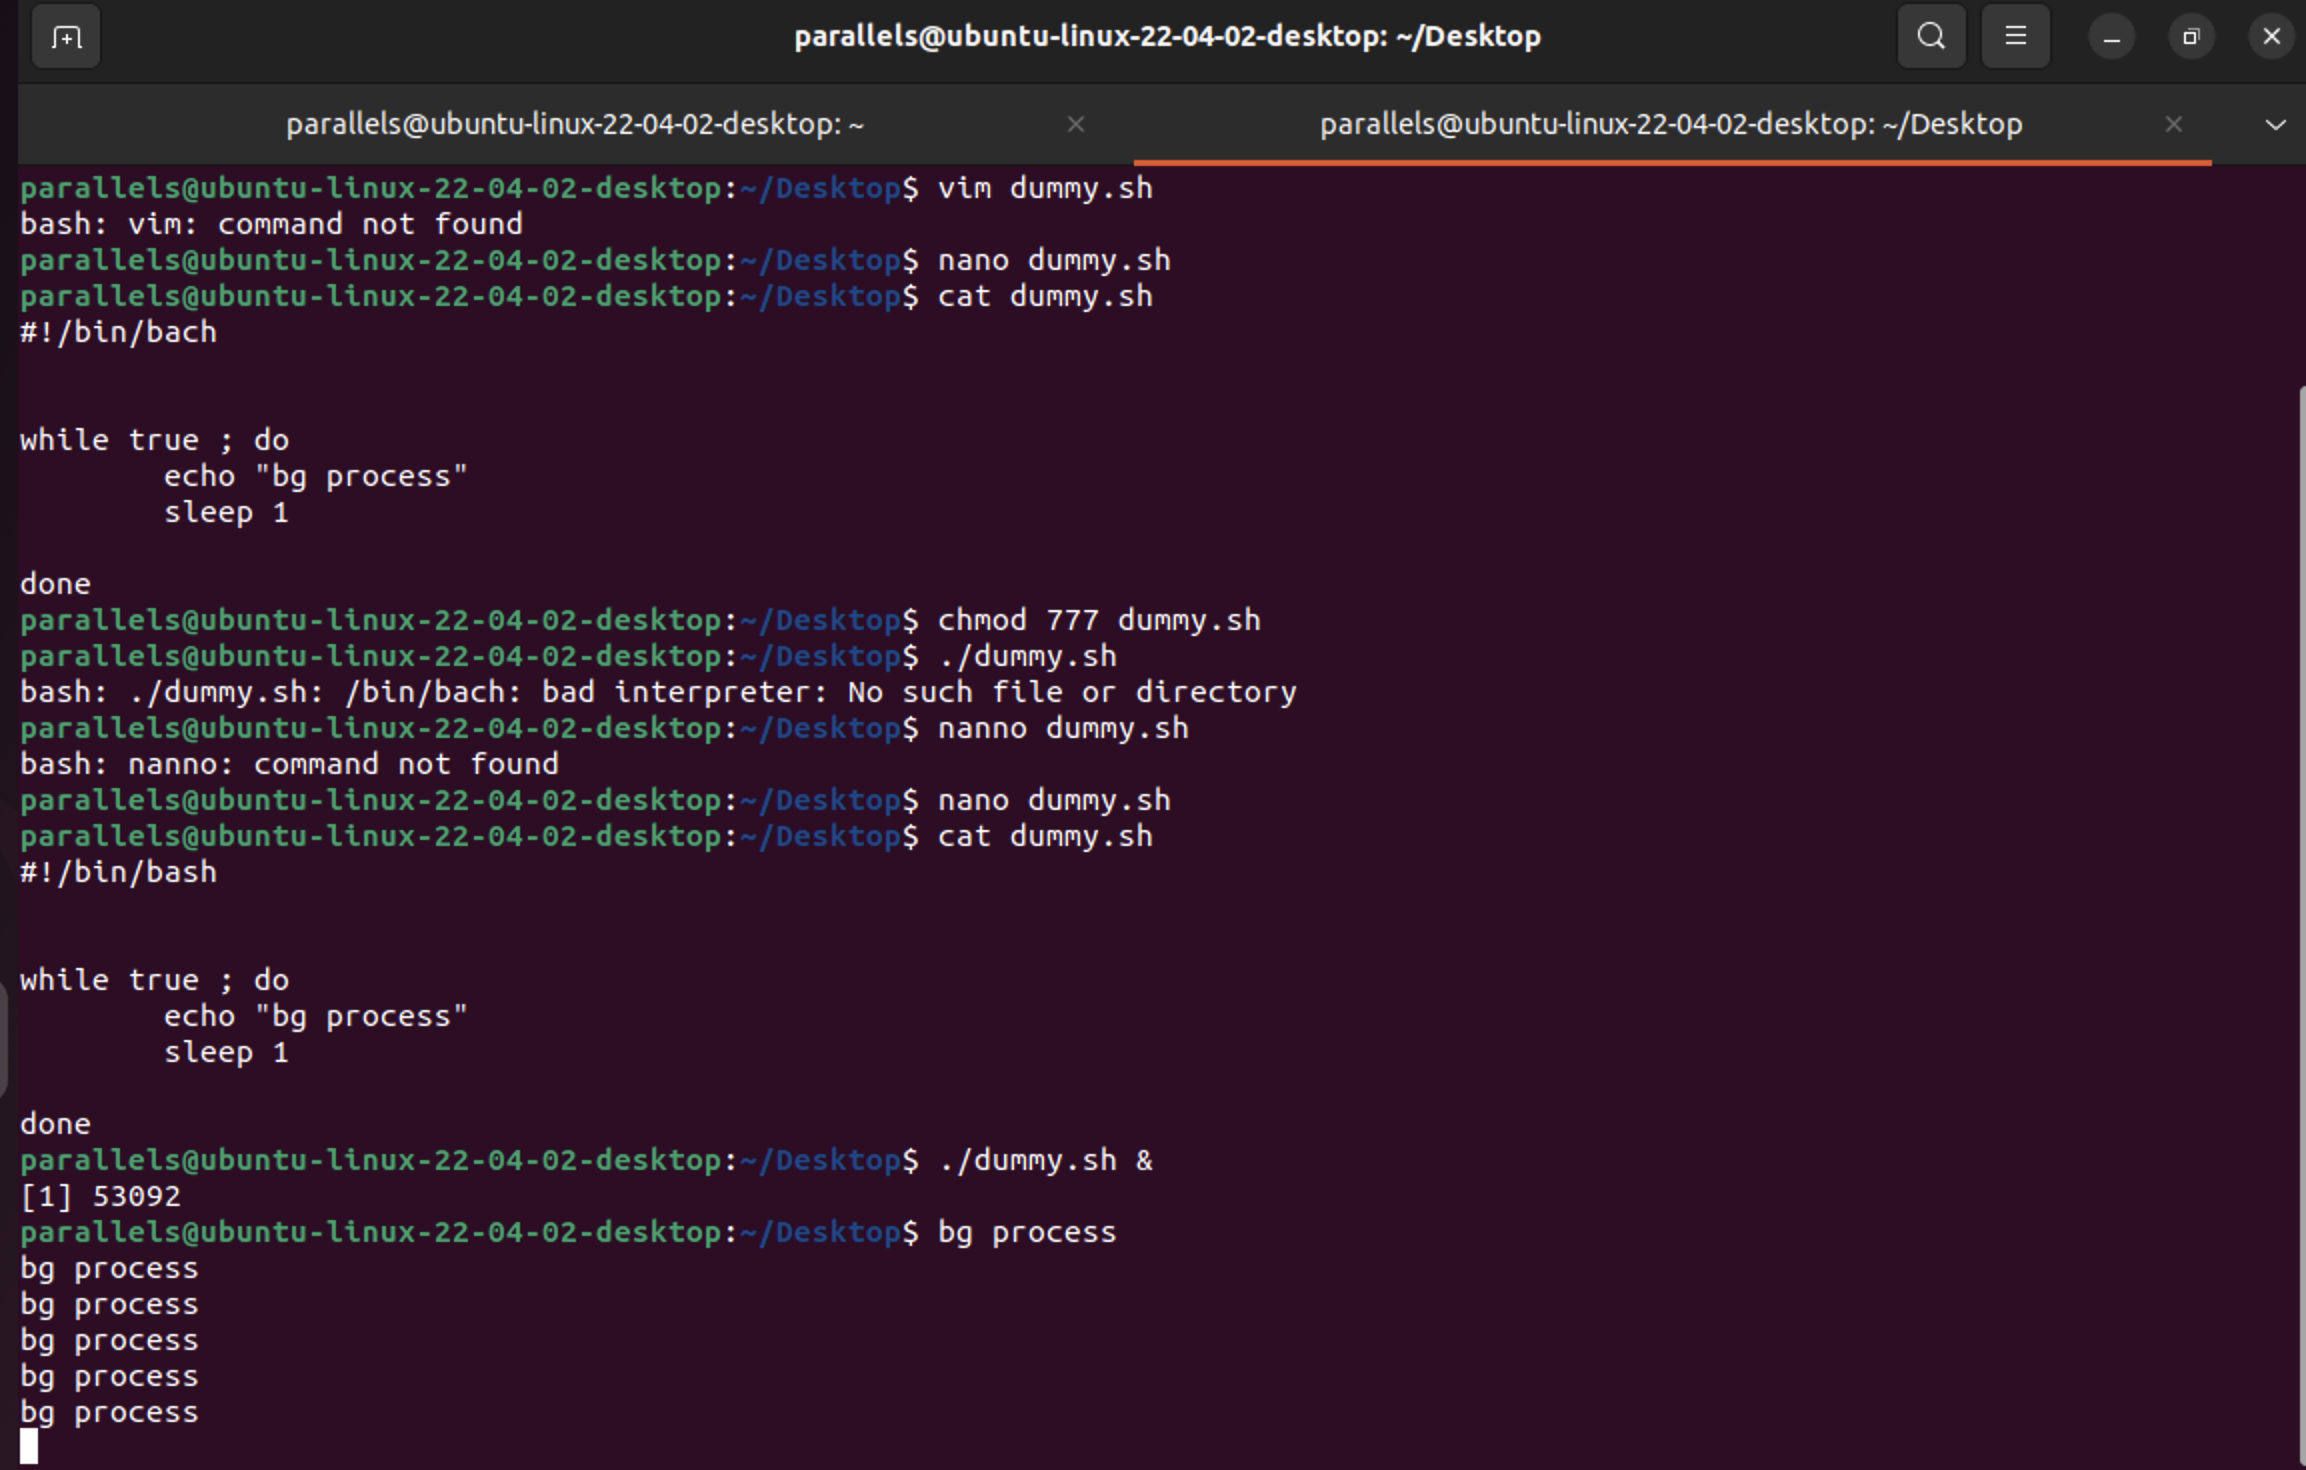 parallels@ubuntu-linux-22-04-02-desktop: ~/Desktop
parallels@ubuntu-linux-22-04-02-desktop: ~
parallels@ubuntu-linux-22-04-02-desktop: ~/Desktop
parallels@ubuntu-linux-22-04-02-desktop:~/Desktop$ vim dummy.sh
bash: vim: command not found
parallels@ubuntu-linux-22-04-02-desktop:~/Desktop$ nano dummy.sh
parallels@ubuntu-linux-22-04-02-desktop:~/Desktop$ cat dummy.sh
#!/bin/bach
while true ; do
        echo "bg process"
        sleep 1
done
parallels@ubuntu-linux-22-04-02-desktop:~/Desktop$ chmod 777 dummy.sh
parallels@ubuntu-linux-22-04-02-desktop:~/Desktop$ ./dummy.sh
bash: ./dummy.sh: /bin/bach: bad interpreter: No such file or directory
parallels@ubuntu-linux-22-04-02-desktop:~/Desktop$ nanno dummy.sh
bash: nanno: command not found
parallels@ubuntu-linux-22-04-02-desktop:~/Desktop$ nano dummy.sh
parallels@ubuntu-linux-22-04-02-desktop:~/Desktop$ cat dummy.sh
#!/bin/bash
while true ; do
        echo "bg process"
        sleep 1
done
parallels@ubuntu-linux-22-04-02-desktop:~/Desktop$ ./dummy.sh &
[1] 53092
parallels@ubuntu-linux-22-04-02-desktop:~/Desktop$ bg process
bg process
bg process
bg process
bg process
bg process